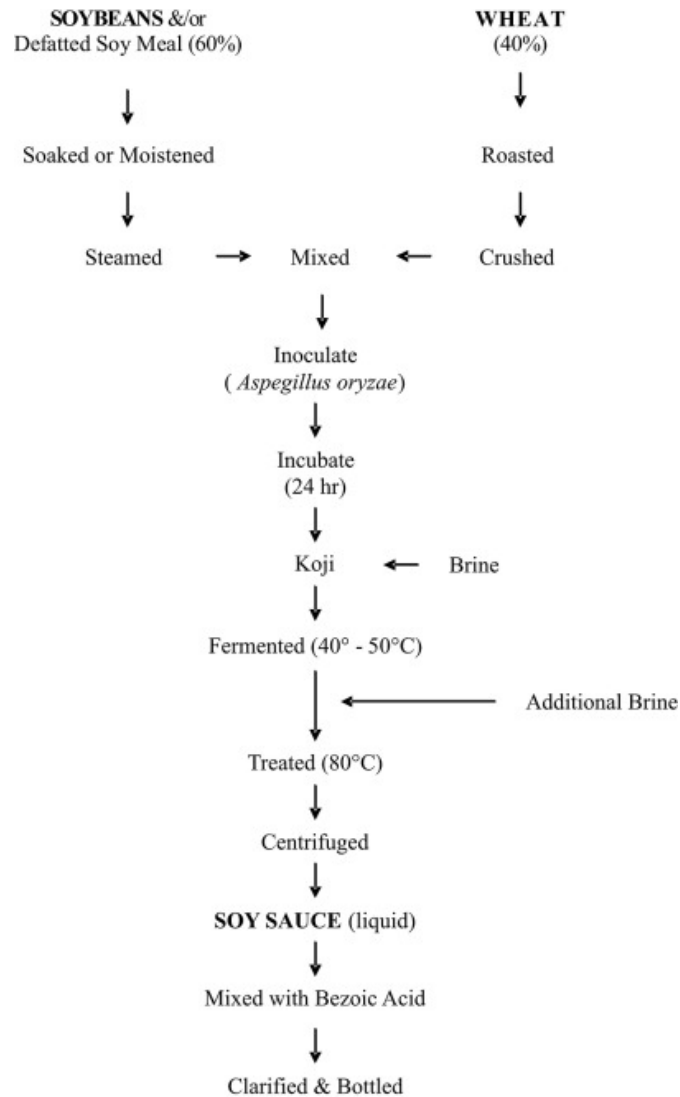 SOYBEANS &/or
Defatted Soy Meal (60%)
WHEAT
(40%)
Soaked or Moistened
Roasted
Steamed
Mixed
Crushed
Inoculate
( Aspegillus oryzae)
Incubate
(24 hr)
Koji
Brine
Fermented (40° - 50°C)
Additional Brine
Treated (80°C)
Centrifuged
SOY SAUCE (liquid)
Mixed with Bezoic Acid
Clarified & Bottled